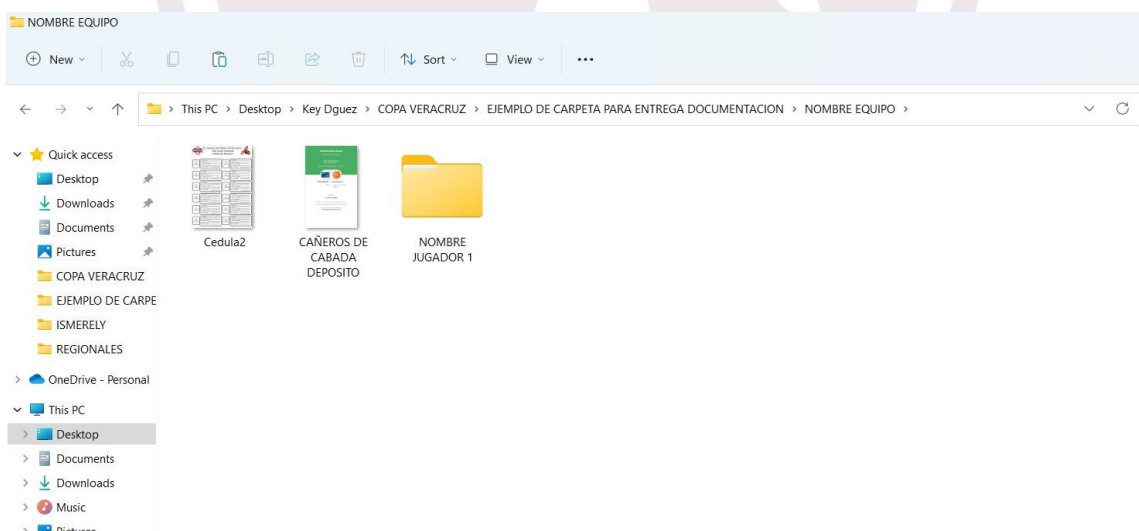 NOMBRE EQUIPO
New
Sort
View
This PC > Desktop > Key Dguez > COPA VERACRUZ > EJEMPLO DE CARPETA PARA ENTREGA DOCUMENTACION > NOMBRE EQUIPO >
Quick access
Desktop
Downloads
Documents
Pictures
COPA VERACRUZ
EJEMPLO DE CARPE
ISMERELY
REGIONALES
OneDrive - Personal
This PC
Desktop
Documents
Downloads
Music
Pictures
Cedula2
CAÑEROS DE
CABADA
DEPOSITO
NOMBRE
JUGADOR 1